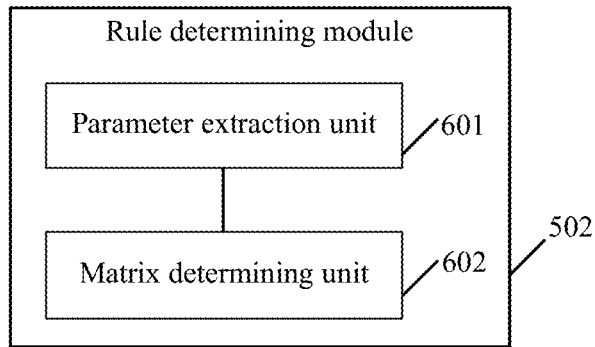 Rule determining module
Parameter extraction unit
601
502
Matrix determining unit
602